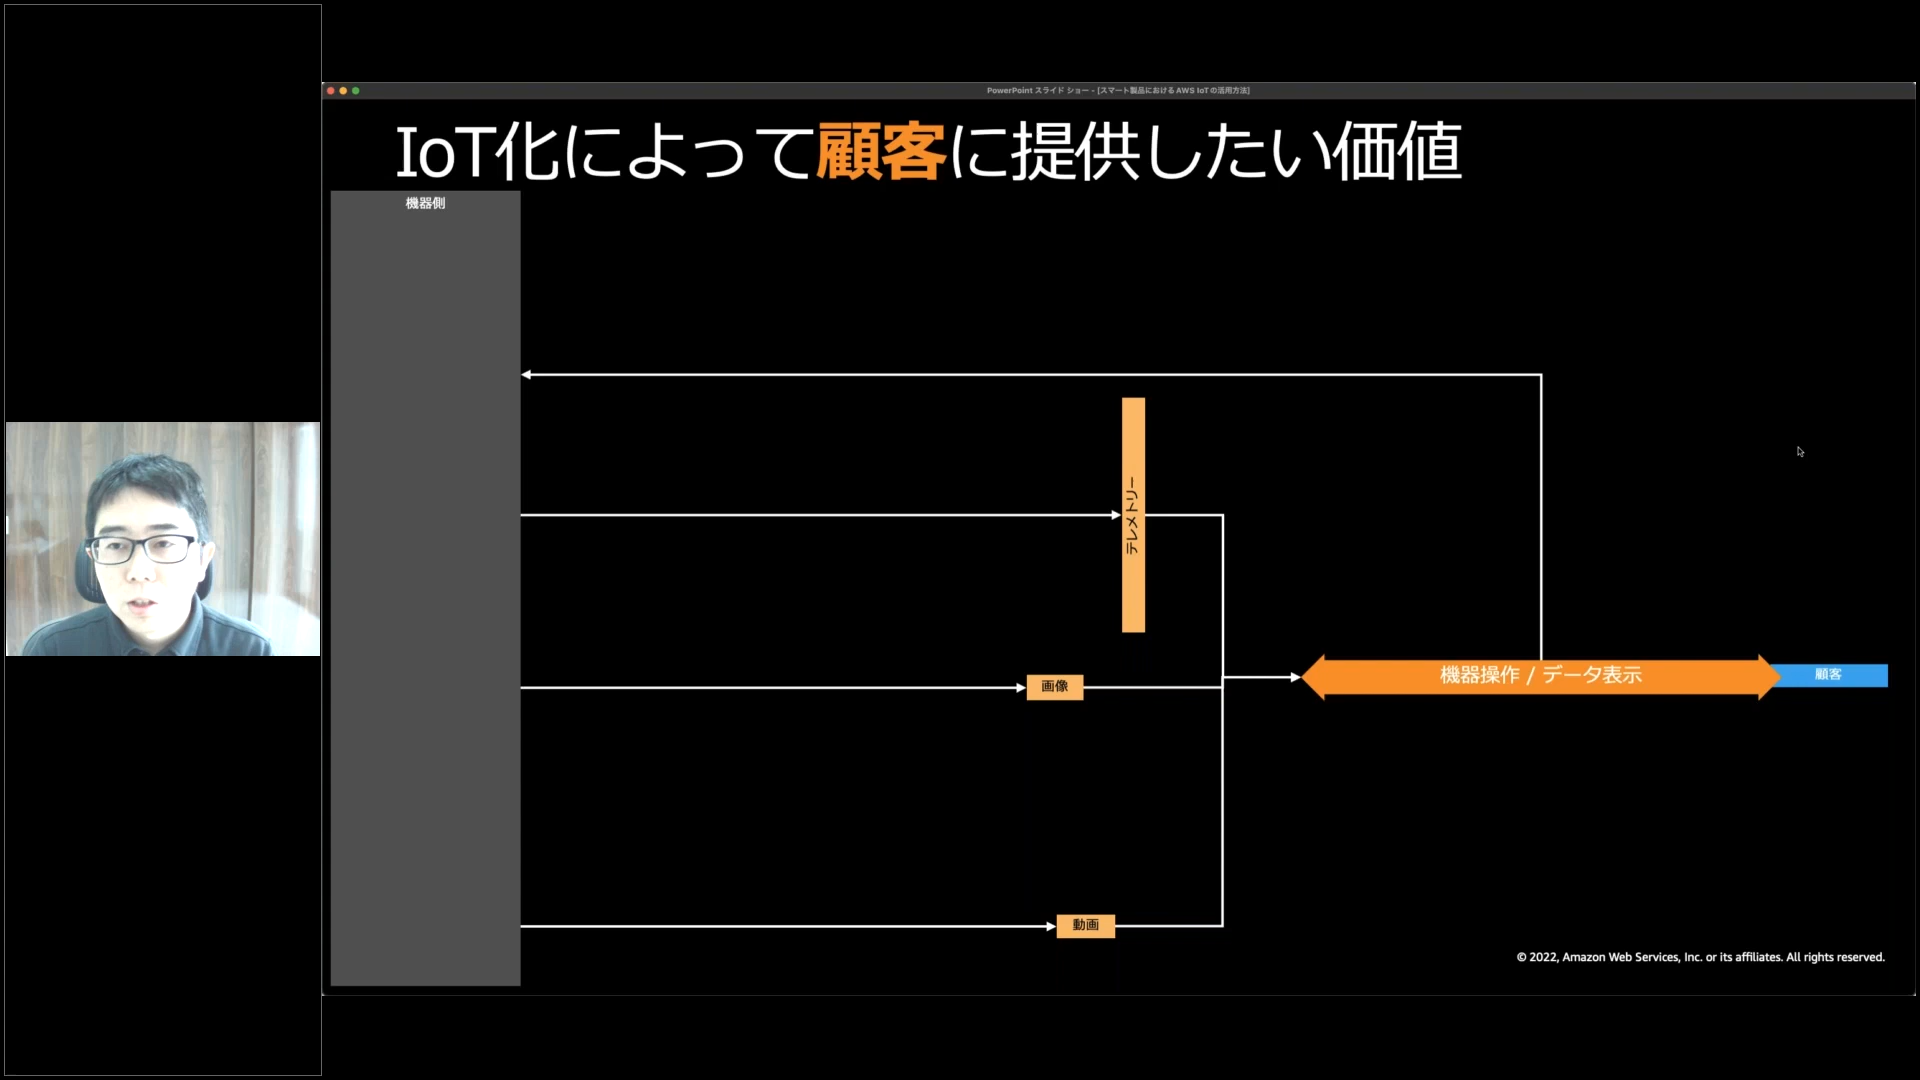 PowerPoint スライド ショー - [スマート製品における AWS IoT の活用方法]
IoT化によって顧客に提供したい価値
機器側
テレメトリー
画像
機器操作 / データ表示
顧客
動画
© 2022, Amazon Web Services, Inc. or its affiliates. All rights reserved.